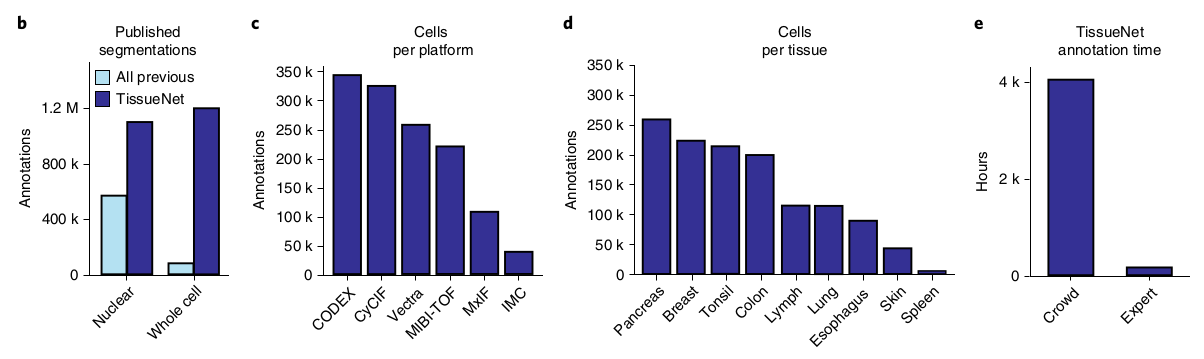 b
Published
segmentations
All previous
TissueNet
Annotations
1.2 M
800 k
400 k
0
Nuclear
Whole cell
c
Cells
per platform
Annotations
350 k
300 k
250 k
200 k
150 k
100 k
50 k
0
CODEX
CyCIF
Vectra
MIBI-TOF
MxIF
IMC
d
Cells
per tissue
Annotations
350 k
300 k
250 k
200 k
150 k
100 k
50 k
0
Pancreas
Breast
Tonsil
Colon
Lymph
Lung
Esophagus
Skin
Spleen
e
TissueNet
annotation time
Hours
4 k
2 k
0
Crowd
Expert